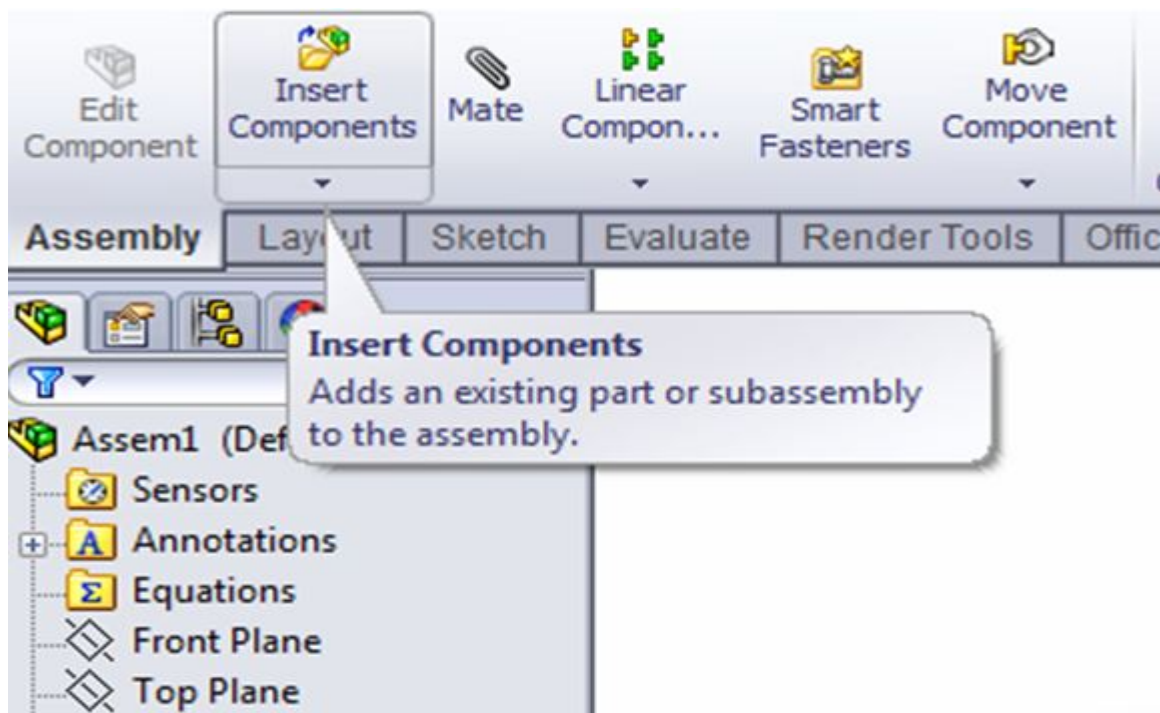 Edit
Component
Insert
Components
Mate
Linear
Compon...
Smart
Fasteners
Move
Component
Assembly
Sketch
Evaluate
Render Tools
Insert Components
Adds an existing part or subassembly
to the assembly.
Assem1 (Def
Sensors
A Annotations
Σ Equations
Front Plane
Top Plane